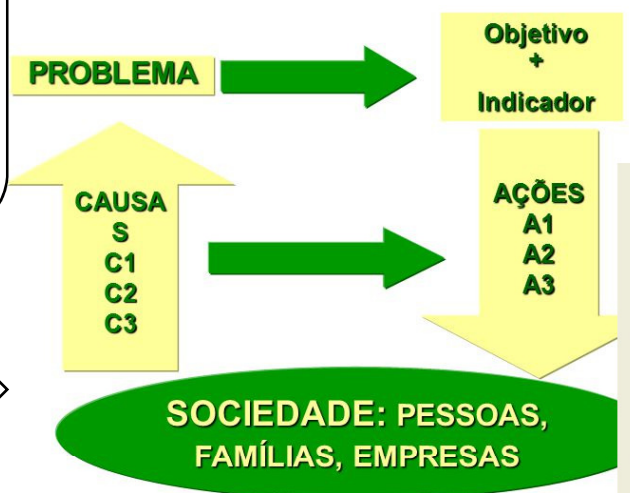 PROBLEMA
Objetivo
+
Indicador
CAUSA
S
C1
C2
C3
AÇÕES
A1
A2
A3
SOCIEDADE: PESSOAS,
FAMÍLIAS, EMPRESAS